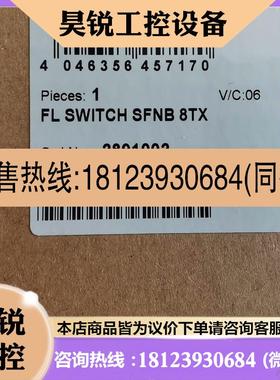 昊锐工控设备
4 046356 457170
Pieces: 1
V/C:06
FL SWITCH SFNB 8TX
售热线:18123930684(同
锐
控
本店商品皆为议价下单请咨询客服
咨询热线:18123930684(微